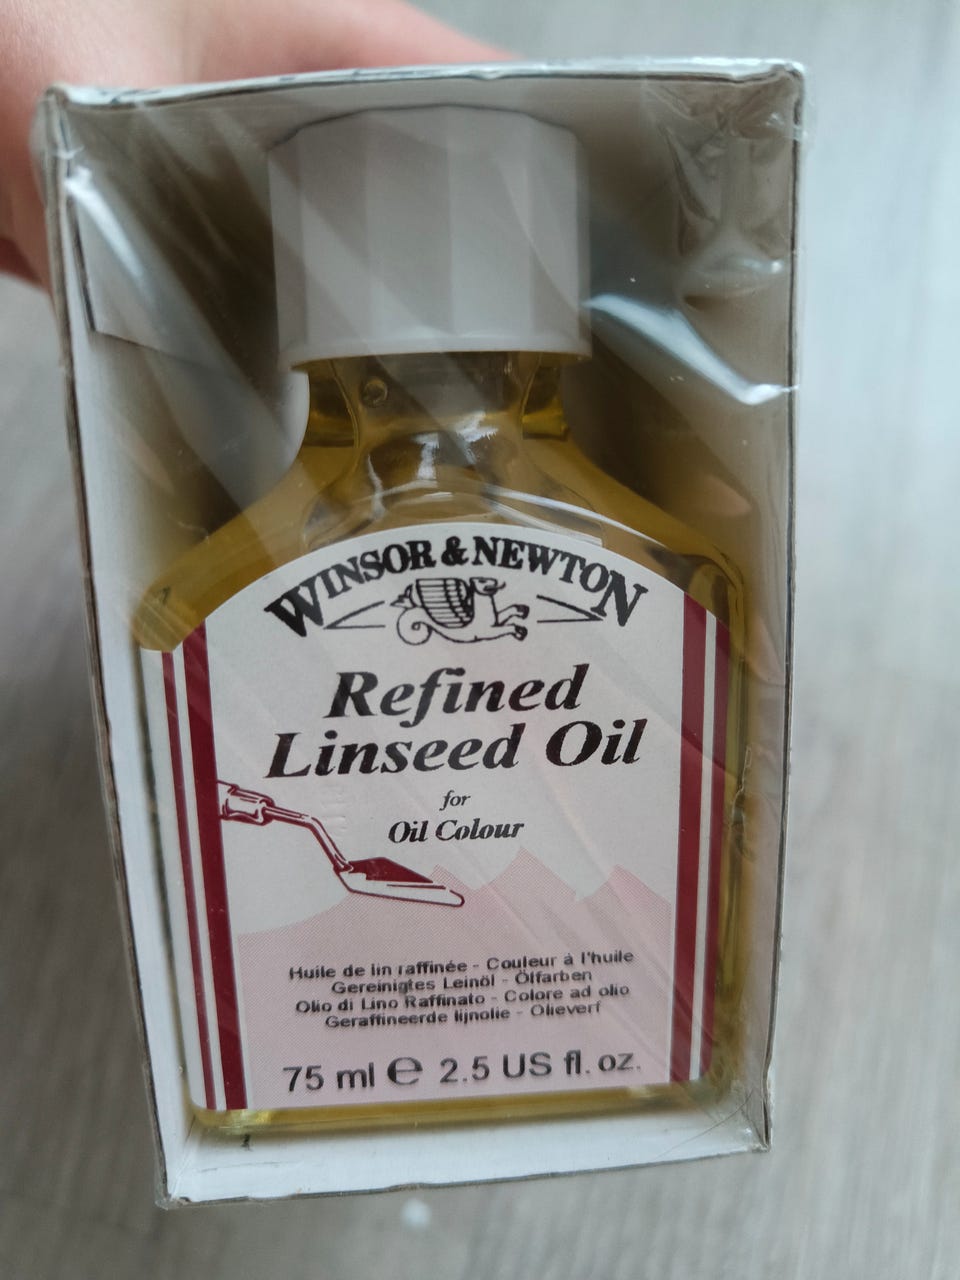 WINSOR & NEWTON
Refined
Linseed Oil
for
Oil Colour
Huile de lin raffinée - Couleur à l'huile
Gereinigtes Leinöl - Ölfarben
Olio di Lino Raffinato - Colore ad olio
Geraffineerde lijnolie - Olieverf
75 ml ℮ 2.5 US fl. oz.